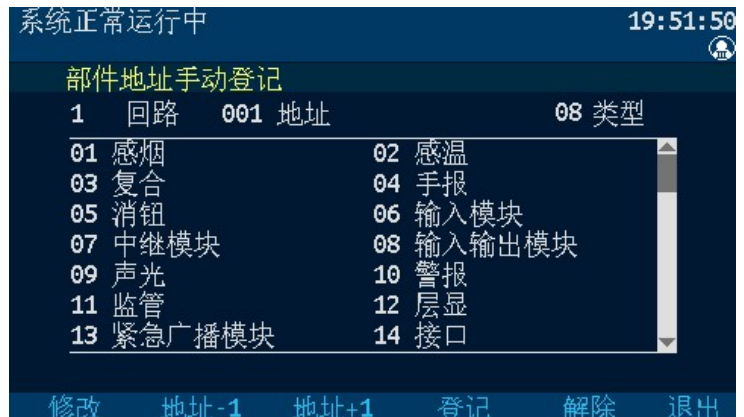 系统正常运行中 19:51:50
部件地址手动登记
1 回路 001 地址 08 类型
01 感烟 02 感温
03 复合 04 手报
05 消钮 06 输入模块
07 中继模块 08 输入输出模块
09 声光 10 警报
11 监管 12 层显
13 紧急广播模块 14 接口
修改 地址-1 地址+1 登记 解除 退出